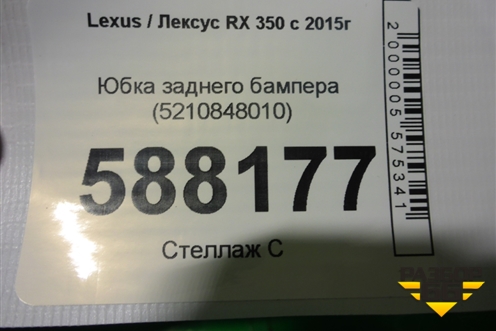 Lexus / Лексус RX 350 с 2015г
Юбка заднего бампера
(5210848010)
588177
Стеллаж С
2000005575341